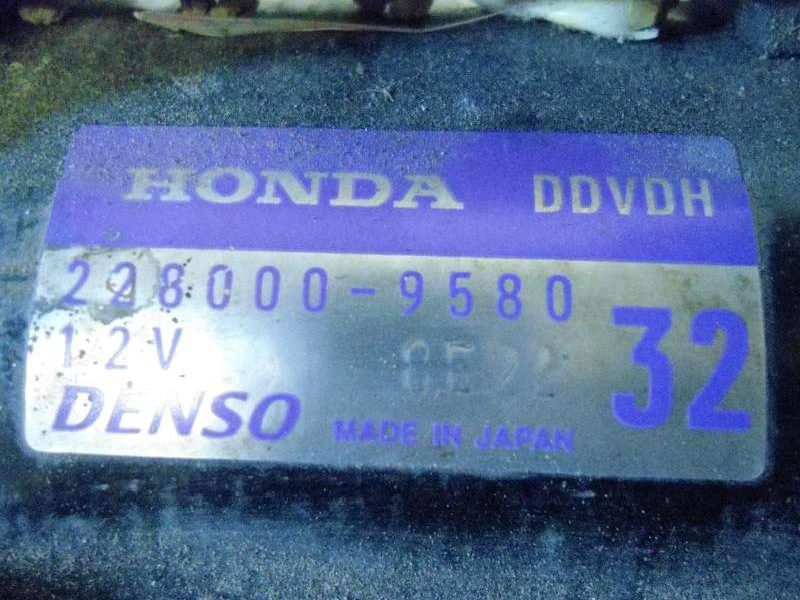 HONDA DDVDH
228000-9580
12V 32
DENSO MADE IN JAPAN